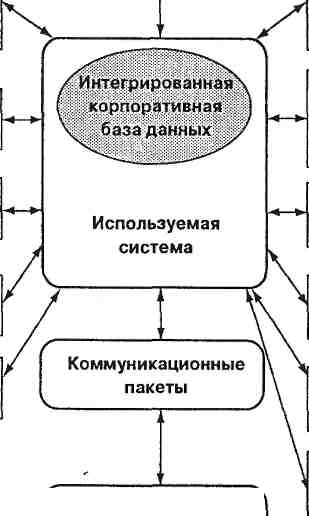 Интегрированная
корпоративная
база данных
Используемая
система
Коммуникационные
пакеты